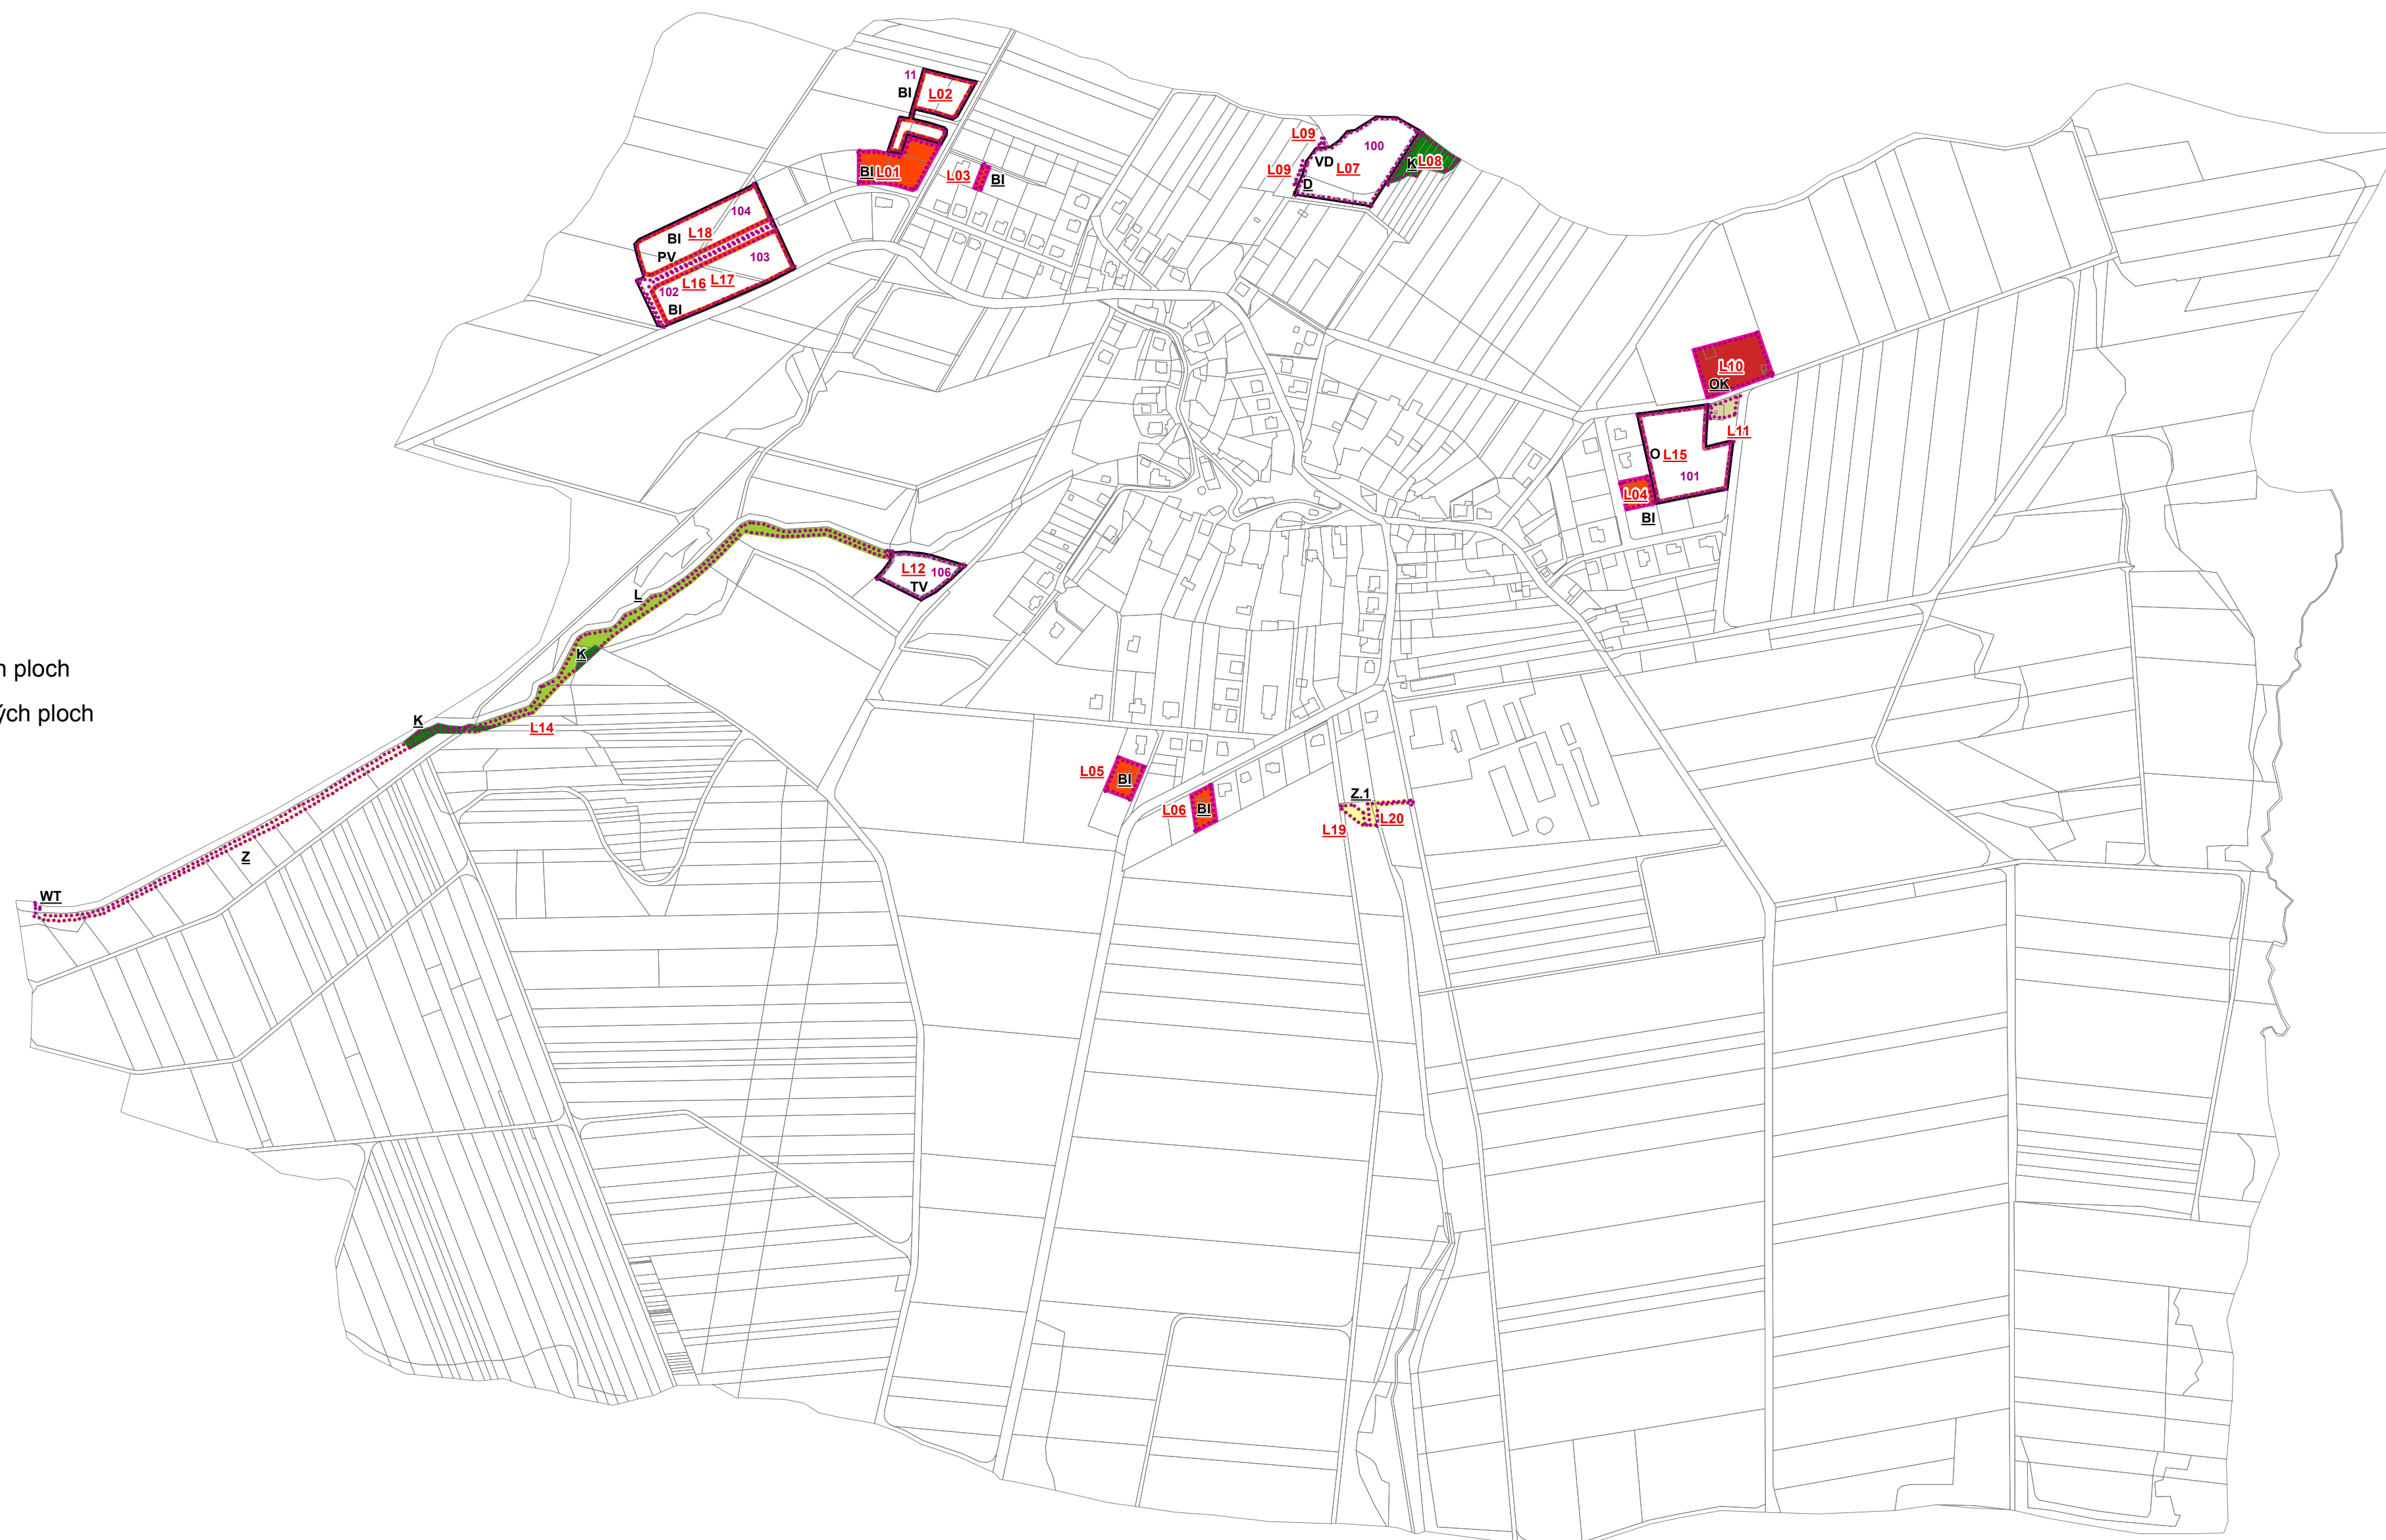 11
BI
L02
BI L01
L03
BI
L09
VD
100
L09
L07
D
K L08
104
BI L18
PV
103
102 L16 L17
BI
L10
OK
L11
O L15
101
L04
BI
L12 106
TV
L
K
n ploch
ých ploch
K
L14
L05
BI
L06
BI
Z.1
L19
L20
Z
WT